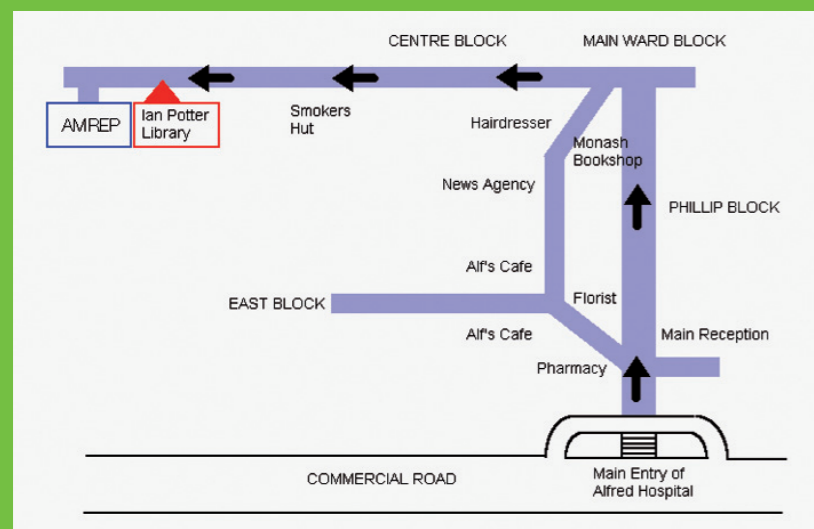 CENTRE BLOCK
MAIN WARD BLOCK
AMREP
Ian Potter
Library
Smokers
Hut
Hairdresser
Monash
Bookshop
News Agency
PHILLIP BLOCK
Alf's Cafe
EAST BLOCK
Florist
Alf's Cafe
Main Reception
Pharmacy
COMMERCIAL ROAD
Main Entry of
Alfred Hospital